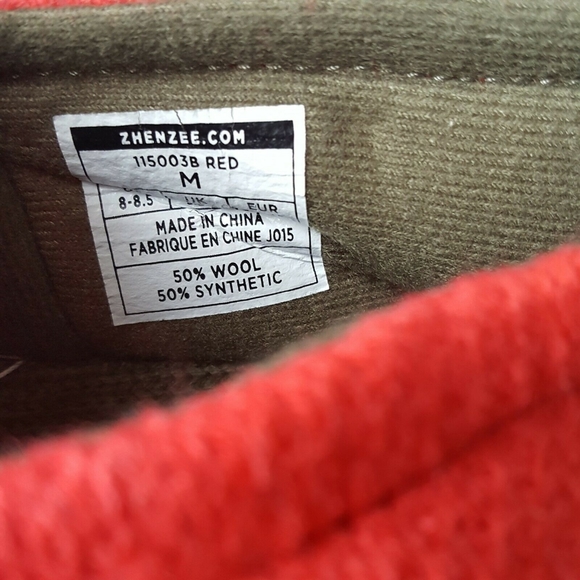 ZHENZEE.COM
115003B RED
M
8-8.5 UK EUR
MADE IN CHINA
FABRIQUE EN CHINE J015
50% WOOL
50% SYNTHETIC